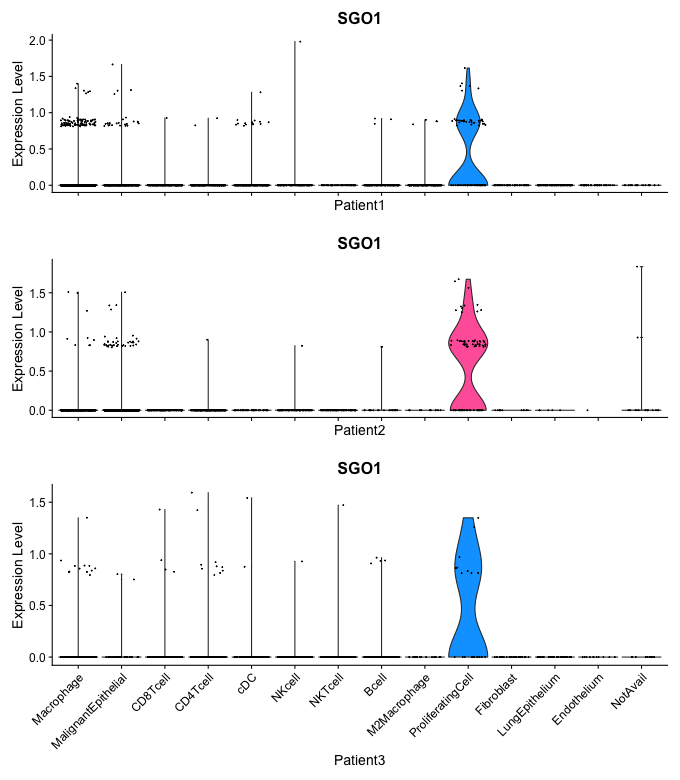 SGO1
Expression Level
2.0
1.5
1.0
0.5
0.0
Patient1
SGO1
Expression Level
1.5
1.0
0.5
0.0
Patient2
SGO1
Expression Level
1.5
1.0
0.5
0.0
Macrophage
MalignantEpithelial
CD8Tcell
CD4Tcell
cDC
NKcell
NKTcell
Bcell
M2Macrophage
ProliferatingCell
Fibroblast
LungEpithelium
Endothelium
NotAvail
Patient3